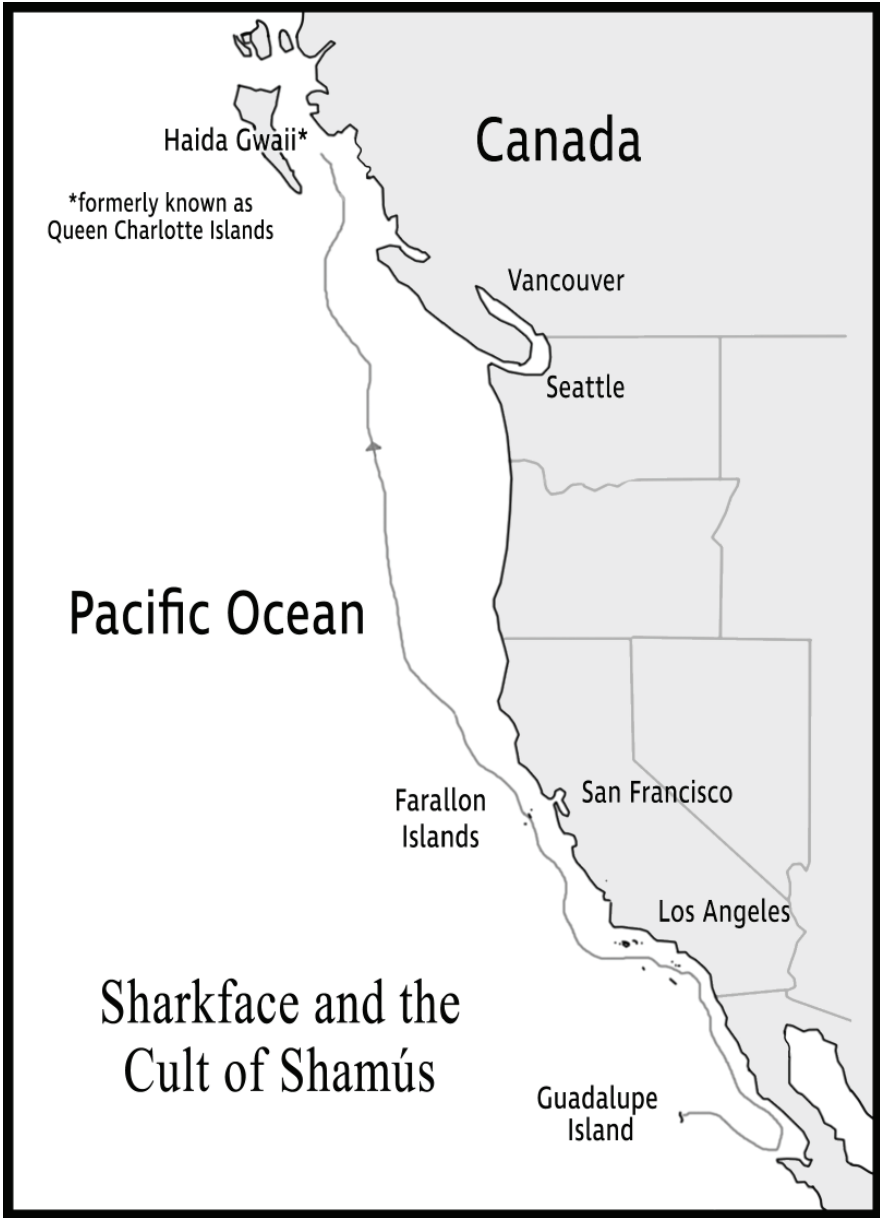 Canada
Haida Gwaii*
*formerly known as
Queen Charlotte Islands
Vancouver
Seattle
Pacific Ocean
Farallon
Islands
San Francisco
Los Angeles
Sharkface and the
Cult of Shamús
Guadalupe
Island